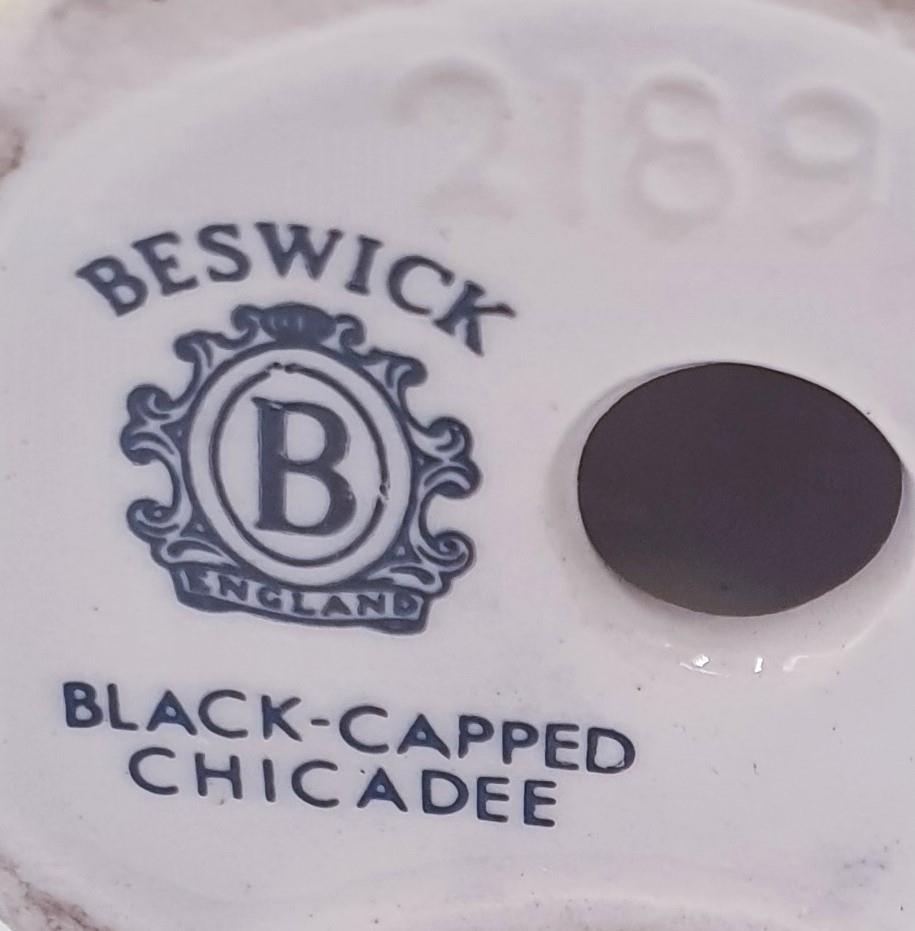 2189
BESWICK
B
ENGLAND
BLACK-CAPPED
CHICADEE